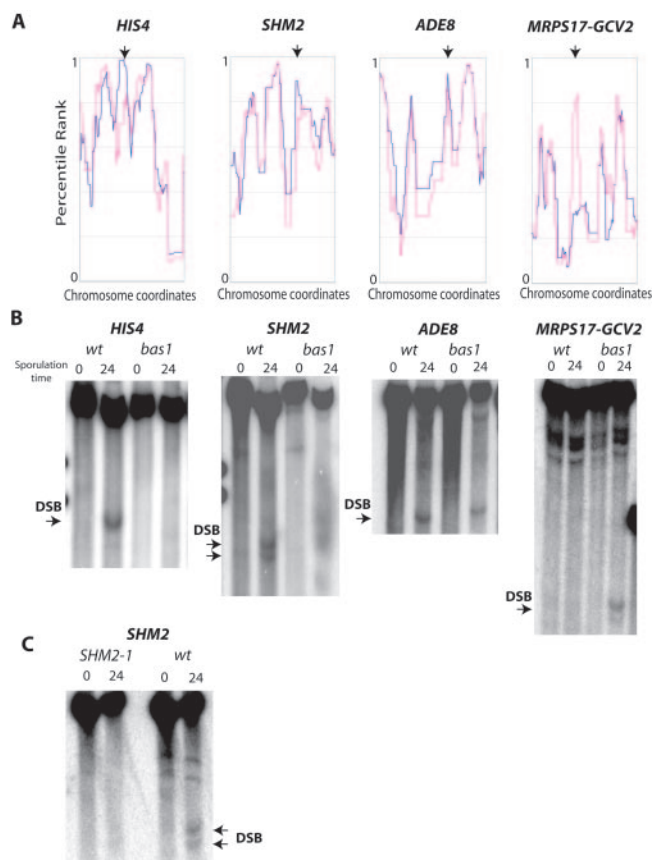 A
HIS4 SHM2 ADE8 MRPS17-GCV2
1 1 1 1
Percentile Rank
0 0 0 0
Chromosome coordinates Chromosome coordinates Chromosome coordinates Chromosome coordinates
B
HIS4 SHM2 ADE8 MRPS17-GCV2
wt bas1 wt bas1 wt bas1 wt bas1
Sporulation time
0 24 0 24 0 24 0 24 0 24 0 24 0 24 0 24
DSB DSB DSB DSB
C
SHM2
SHM2-1 wt
0 24 0 24
DSB